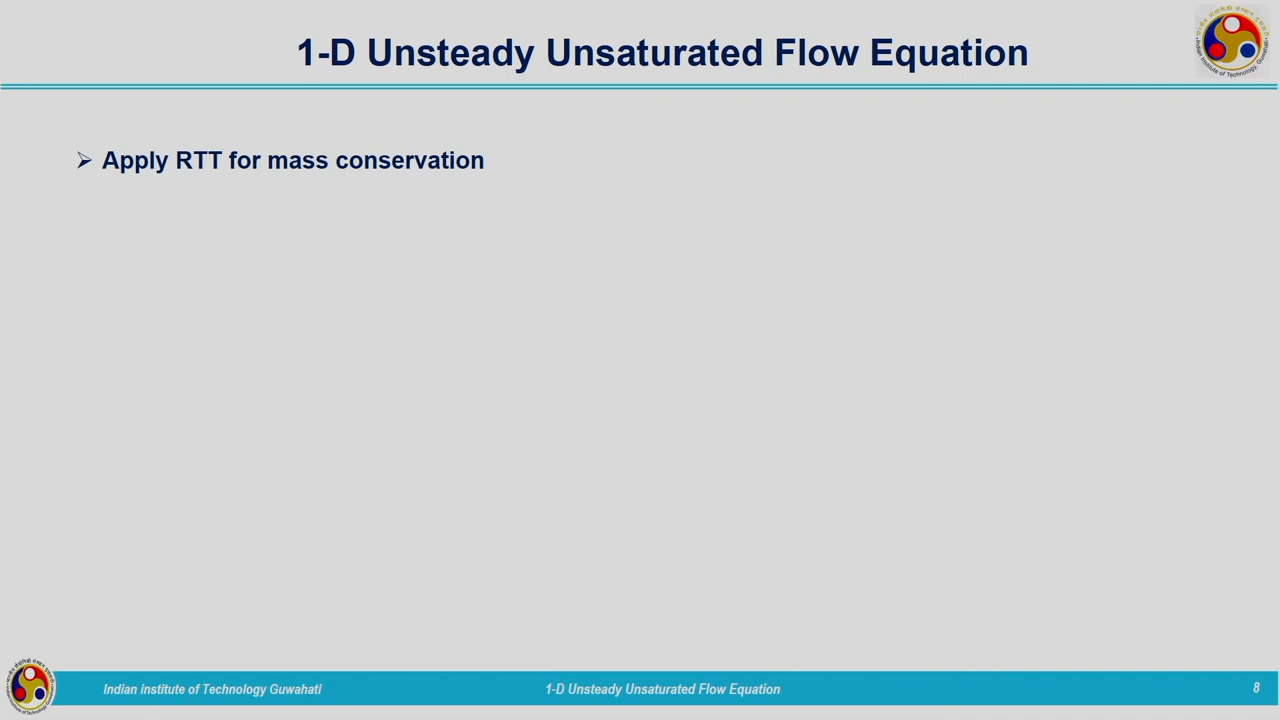 1-D Unsteady Unsaturated Flow Equation
➢ Apply RTT for mass conservation
Indian institute of Technology Guwahati
1-D Unsteady Unsaturated Flow Equation
8